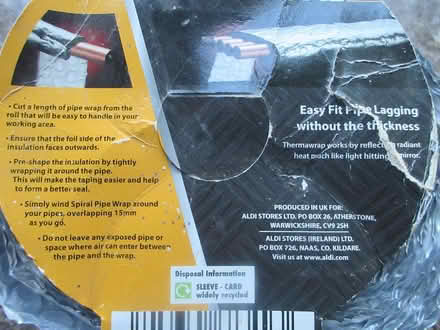 • Cut a length of pipe wrap from the
roll that will be easy to handle in your
working area.
• Ensure that the foil side of the
insulation faces outwards.
• Pre-shape the insulation by tightly
wrapping it around the pipe.
This will make the taping easier and help
to form a better seal.
• Simply wind Spiral Pipe Wrap around
your pipes, overlapping 15mm
as you go.
• Do not leave any exposed pipe or
space where air can enter between
the pipe and the wrap.
Easy Fit Pipe Lagging
without the thickness
Thermawrap works by reflecting radiant
heat much like light hitting a mirror.
PRODUCED IN UK FOR:
ALDI STORES LTD. PO BOX 26, ATHERSTONE,
WARWICKSHIRE, CV9 2SH
ALDI STORES (IRELAND) LTD.
PO BOX 726, NAAS, CO. KILDARE.
Visit us at www.aldi.com
Disposal Information
SLEEVE - CARD
widely recycled